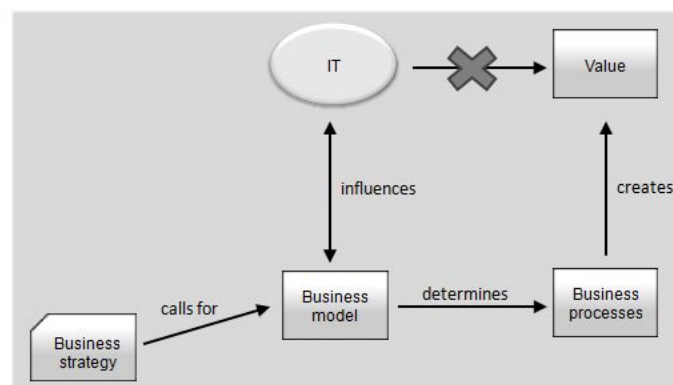 IT
Value
influences
creates
calls for
Business
model
determines
Business
processes
Business
strategy